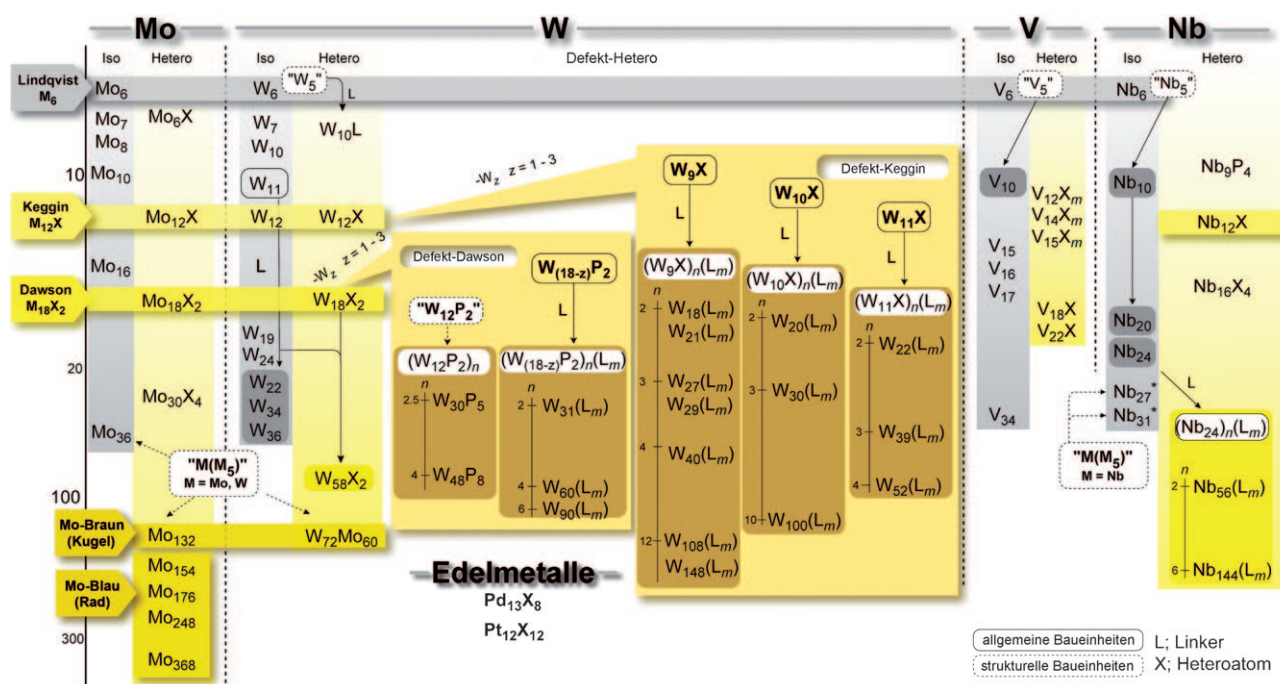 Mo
W
V
Nb
Iso
Hetero
Iso
Hetero
Defekt-Hetero
Iso
Hetero
Iso
Hetero
Lindqvist
M6
Mo6
W6
"W5"
L
V6
"V5"
Nb6
"Nb5"
Mo7
Mo6X
W7
W10L
Mo8
W10
10
Mo10
W11
-Wz z = 1 - 3
V10
Nb10
Nb9P4
Keggin
M12X
Mo12X
W12
W12X
Nb12X
Mo16
L
-Wz z = 1 - 3
Nb16X4
Dawson
M18X2
Mo18X2
W18X2
W19
W24
20
W22
W34
W36
Mo30X4
Mo36
"M(M5)"
M = Mo, W
W58X2
100
Mo-Braun
(Kugel)
Mo132
W72Mo60
Mo-Blau
(Rad)
Mo154
Mo176
Mo248
300
Mo368
Defekt-Dawson
"W12P2"
W(18-z)P2
L
(W12P2)n
(W(18-z)P2)n(Lm)
n
2.5 W30P5
4 W48P8
n
2 W31(Lm)
4 W60(Lm)
6 W90(Lm)
Defekt-Keggin
W9X
L
(W9X)n(Lm)
n
2 W18(Lm)
W21(Lm)
3 W27(Lm)
W29(Lm)
4 W40(Lm)
12 W108(Lm)
W148(Lm)
W10X
L
(W10X)n(Lm)
n
2 W20(Lm)
3 W30(Lm)
10 W100(Lm)
W11X
L
(W11X)n(Lm)
n
2 W22(Lm)
3 W39(Lm)
4 W52(Lm)
Edelmetalle
Pd13X8
Pt12X12
V12Xm
V14Xm
V15Xm
V15
V16
V17
V18X
V22X
V34
Nb20
Nb24
Nb27*
Nb31*
L
"M(M5)"
M = Nb
(Nb24)n(Lm)
n
2 Nb56(Lm)
6 Nb144(Lm)
allgemeine Baueinheiten
L; Linker
strukturelle Baueinheiten
X; Heteroatom